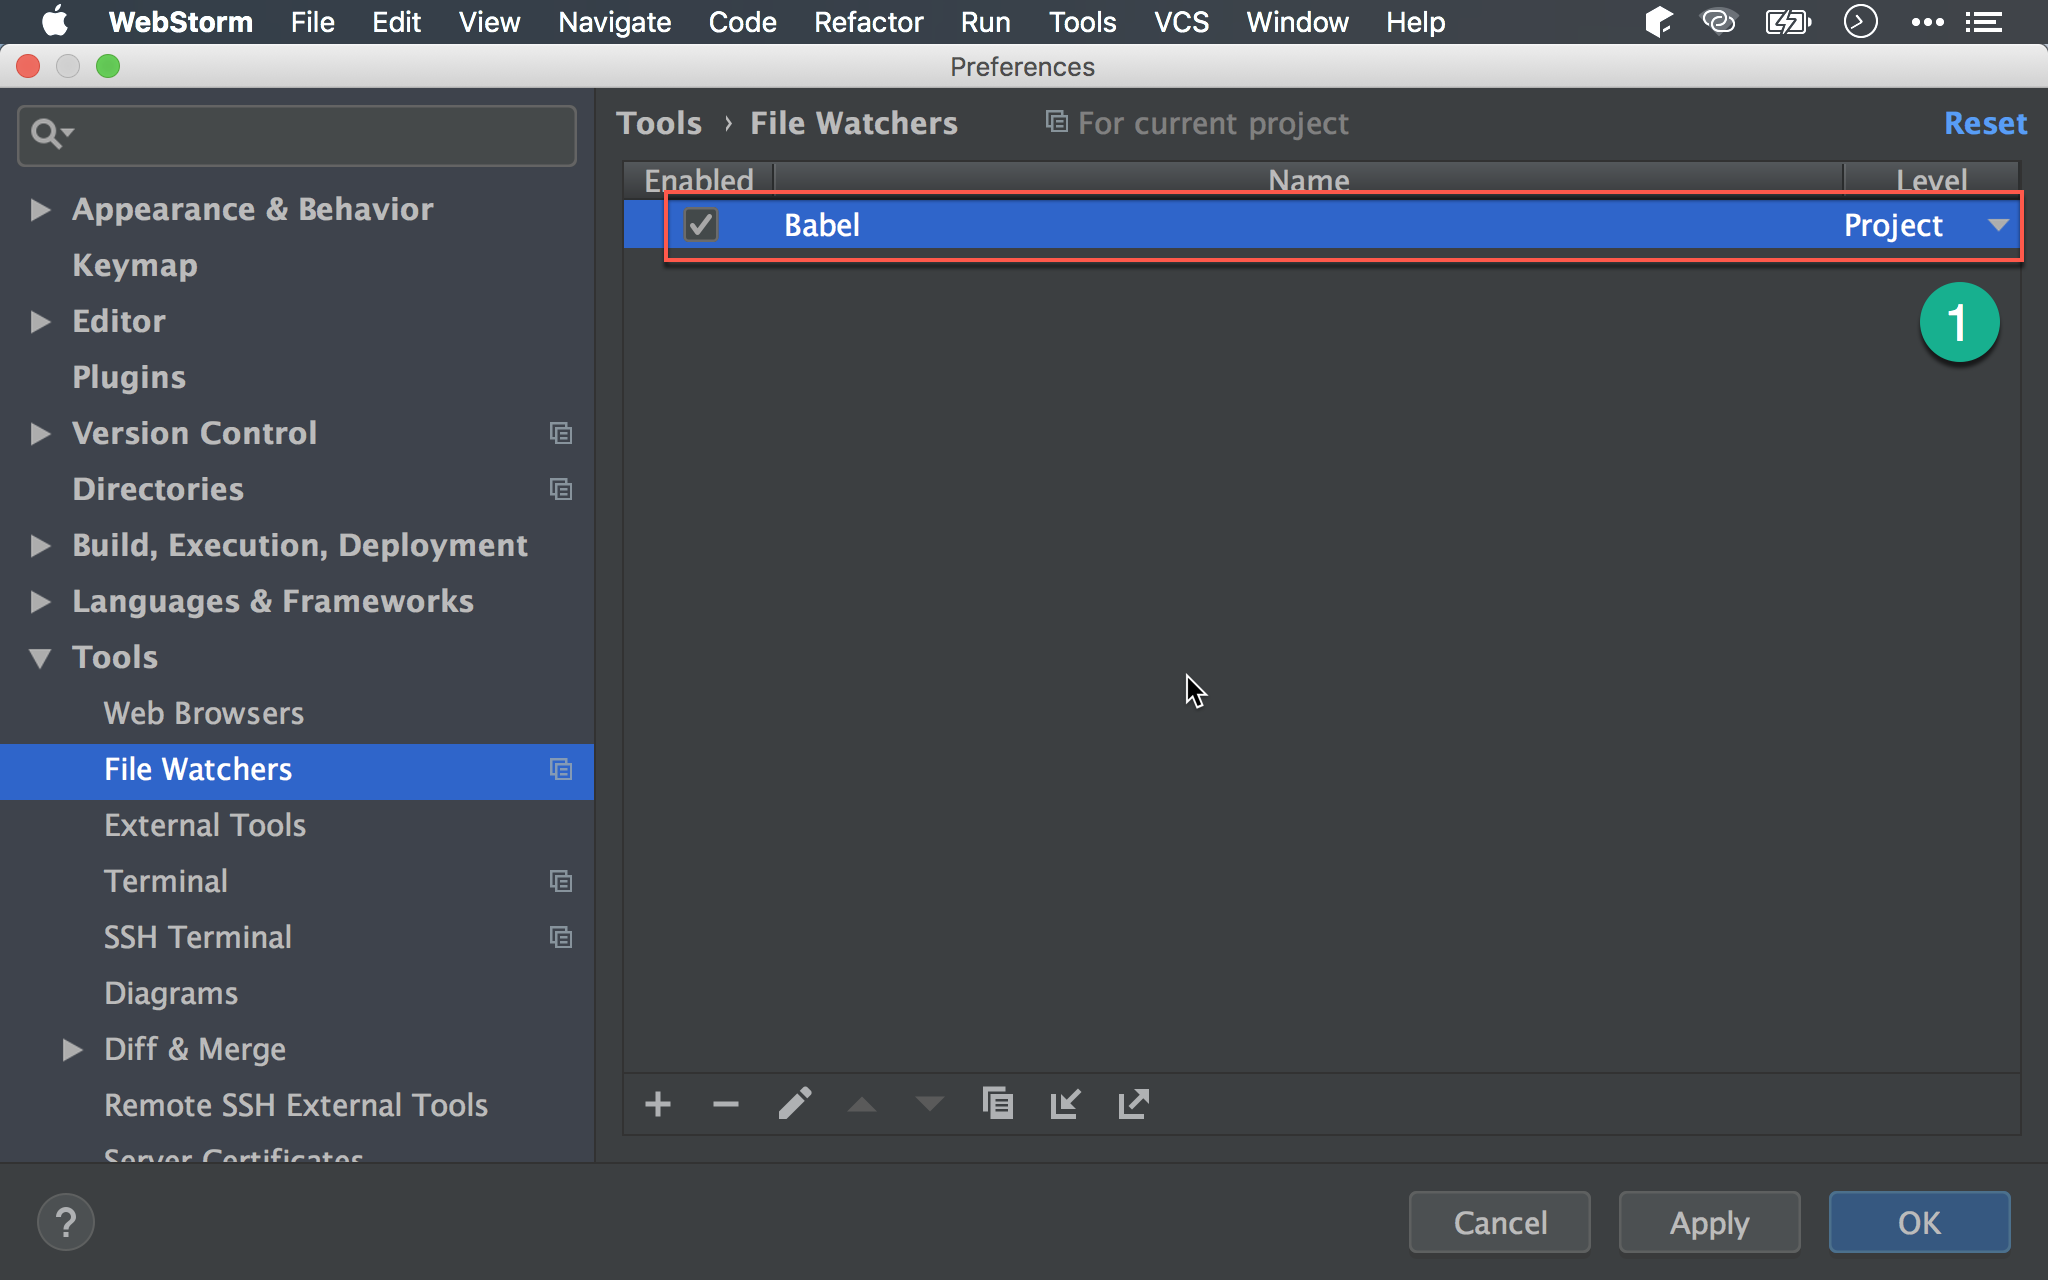 WebStorm File Edit View Navigate Code Refactor Run Tools VCS Window Help
Preferences
Tools › File Watchers For current project Reset
Enabled Name Level
Babel Project
1
Appearance & Behavior
Keymap
Editor
Plugins
Version Control
Directories
Build, Execution, Deployment
Languages & Frameworks
Tools
Web Browsers
File Watchers
External Tools
Terminal
SSH Terminal
Diagrams
Diff & Merge
Remote SSH External Tools
Server Certificates
? Cancel Apply OK